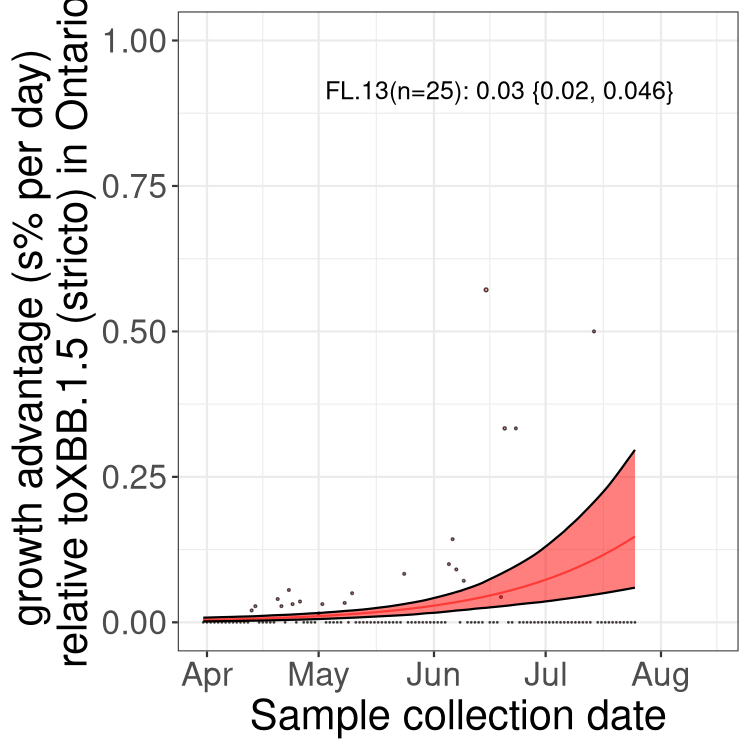 growth advantage (s% per day)
relative toXBB.1.5 (stricto) in Ontario
1.00
0.75
0.50
0.25
0.00
FL.13(n=25): 0.03 {0.02, 0.046}
Apr May Jun Jul Aug
Sample collection date